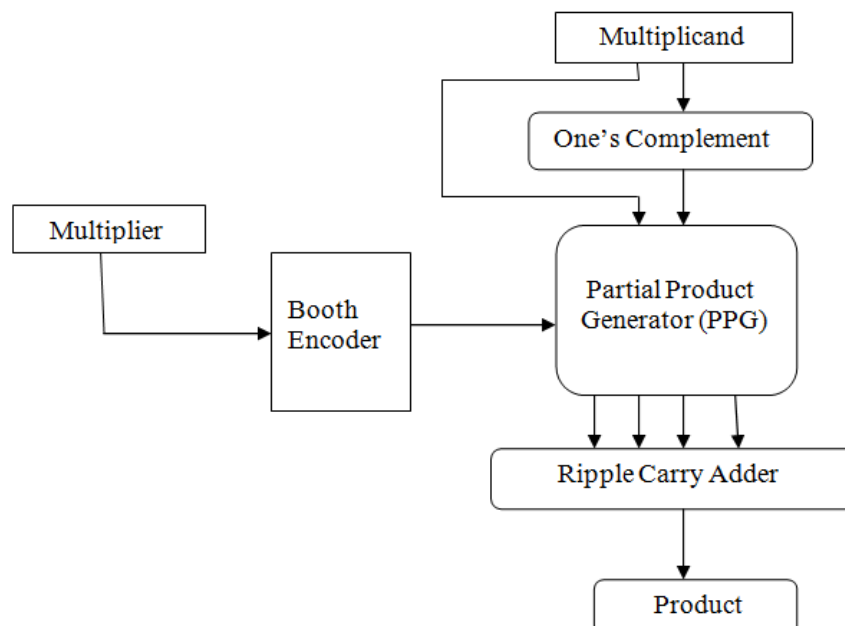 Multiplicand
One's Complement
Multiplier
Booth
Encoder
Partial Product
Generator (PPG)
Ripple Carry Adder
Product